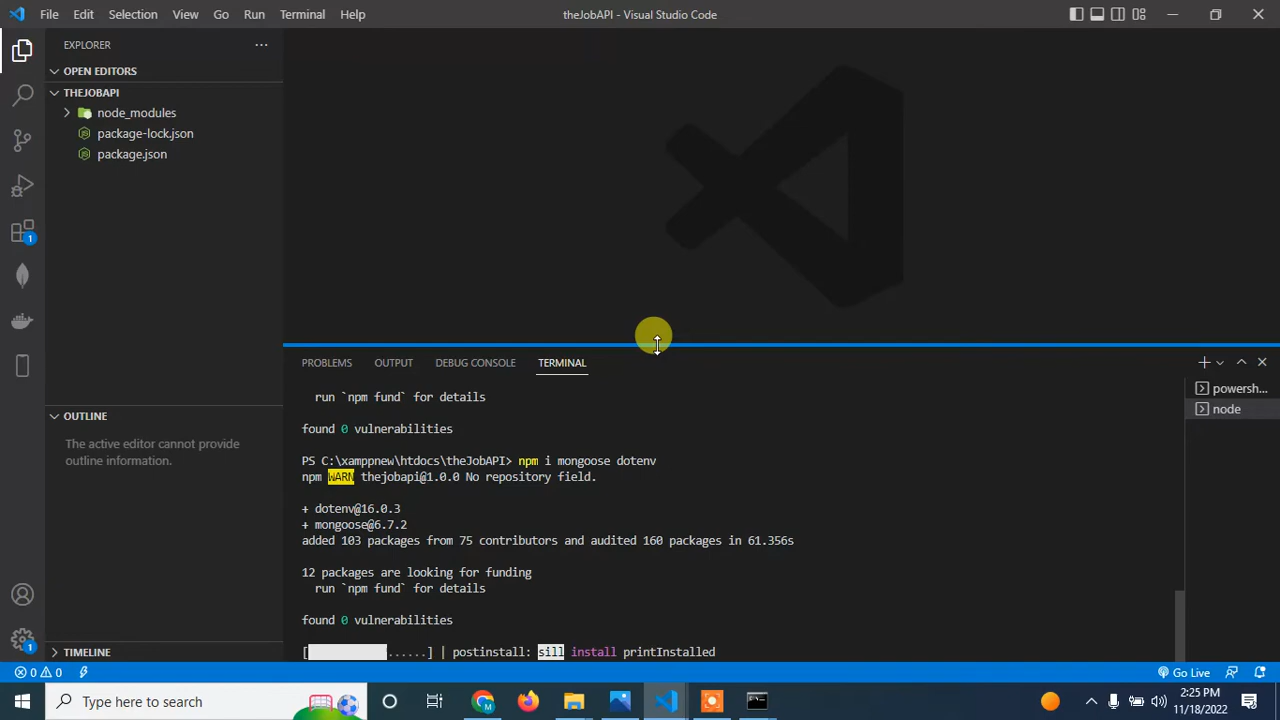 File Edit Selection View Go Run Terminal Help theJobAPI - Visual Studio Code
EXPLORER
OPEN EDITORS
THEJOBAPI
node_modules
package-lock.json
package.json
OUTLINE
The active editor cannot provide
outline information.
TIMELINE
PROBLEMS OUTPUT DEBUG CONSOLE TERMINAL
run `npm fund` for details
found 0 vulnerabilities
PS C:\xamppnew\htdocs\theJobAPI> npm i mongoose dotenv
npm WARN thejobapi@1.0.0 No repository field.
+ dotenv@16.0.3
+ mongoose@6.7.2
added 103 packages from 75 contributors and audited 160 packages in 61.356s
12 packages are looking for funding
run `npm fund` for details
found 0 vulnerabilities
[ ......] | postinstall: sill install printInstalled
powersh...
node
1
1
0 0
Go Live
Type here to search
2:25 PM
11/18/2022